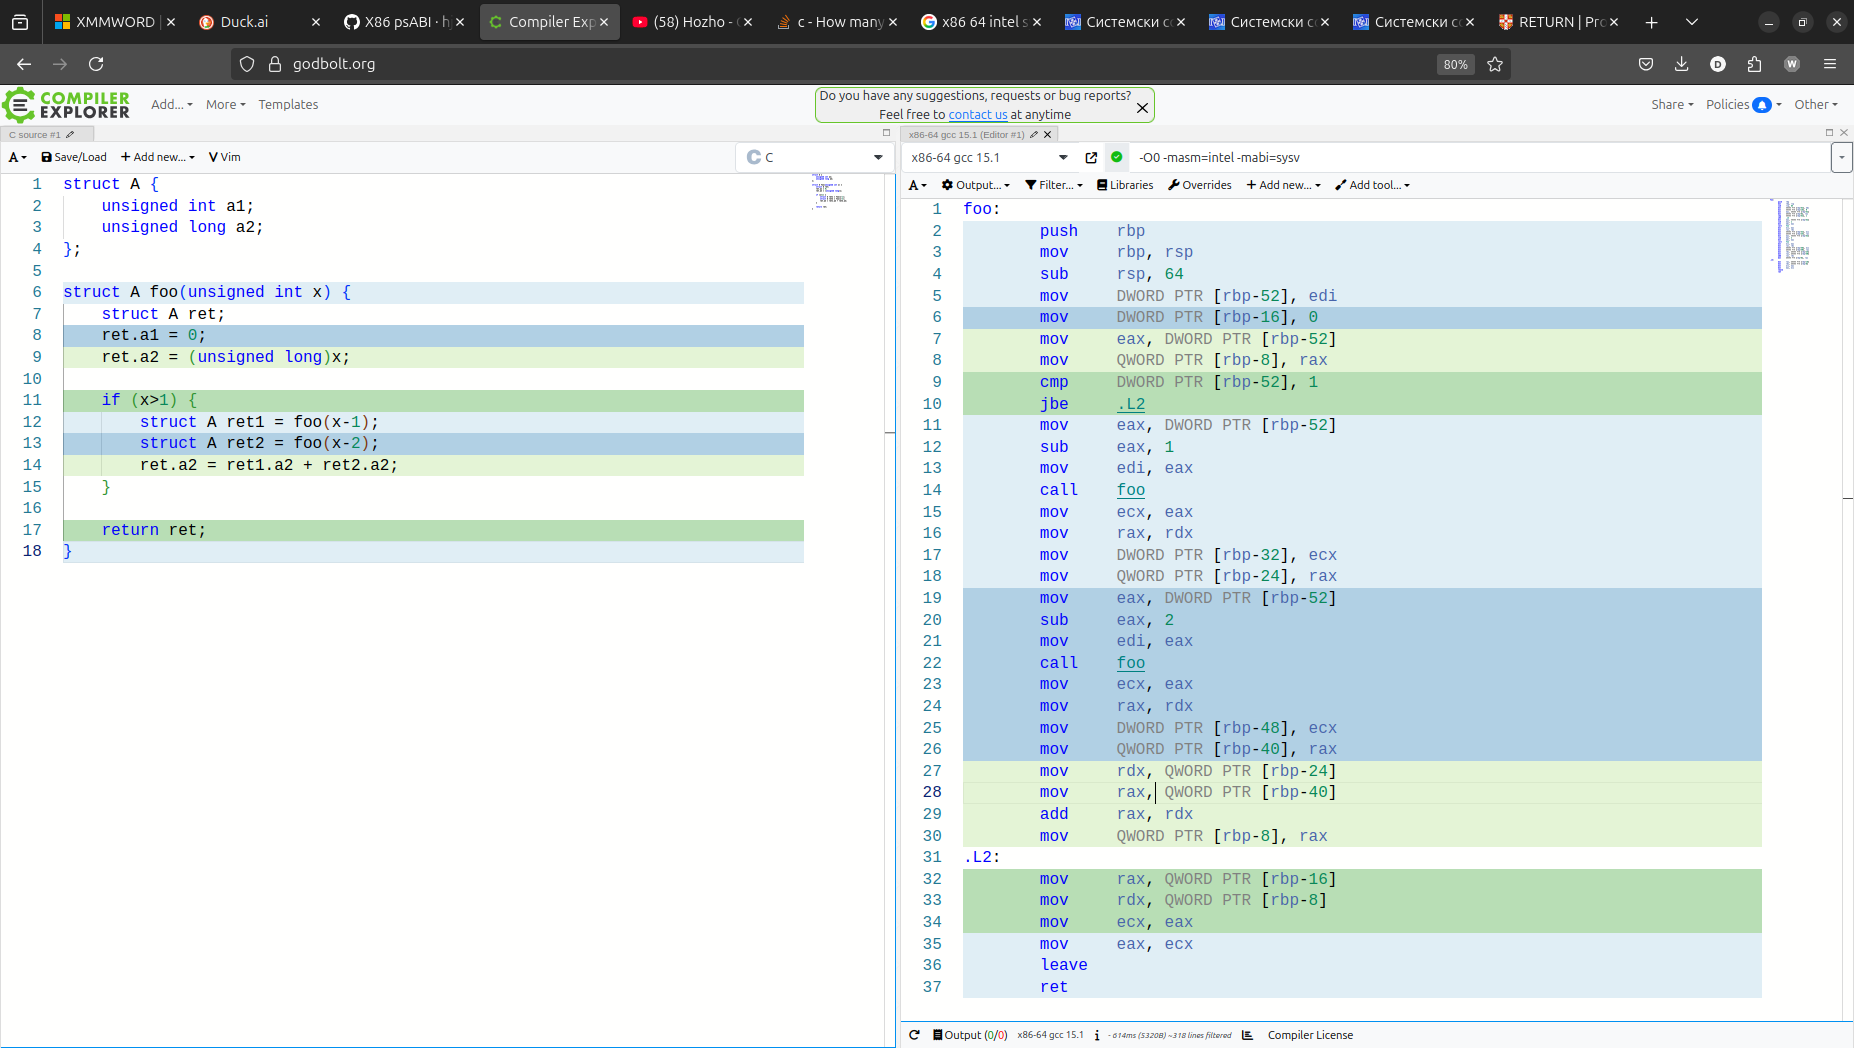 XMMWORD
Duck.ai
X86 psABI · hj
Compiler Exp
(58) Hozho -
c - How many
x86 64 intel s
Системски с
Системски с
Системски с
RETURN | Pro
godbolt.org
80%
COMPILER EXPLORER
Add...
More
Templates
Do you have any suggestions, requests or bug reports?
Feel free to contact us at anytime
Share
Policies
Other
C source #1
A
Save/Load
+ Add new...
Vim
C
1 struct A {
2 unsigned int a1;
3 unsigned long a2;
4 };
5
6 struct A foo(unsigned int x) {
7 struct A ret;
8 ret.a1 = 0;
9 ret.a2 = (unsigned long)x;
10
11 if (x>1) {
12 struct A ret1 = foo(x-1);
13 struct A ret2 = foo(x-2);
14 ret.a2 = ret1.a2 + ret2.a2;
15 }
16
17 return ret;
18 }
x86-64 gcc 15.1 (Editor #1)
x86-64 gcc 15.1
-O0 -masm=intel -mabi=sysv
A
Output...
Filter...
Libraries
Overrides
+ Add new...
Add tool...
1 foo:
2 push rbp
3 mov rbp, rsp
4 sub rsp, 64
5 mov DWORD PTR [rbp-52], edi
6 mov DWORD PTR [rbp-16], 0
7 mov eax, DWORD PTR [rbp-52]
8 mov QWORD PTR [rbp-8], rax
9 cmp DWORD PTR [rbp-52], 1
10 jbe .L2
11 mov eax, DWORD PTR [rbp-52]
12 sub eax, 1
13 mov edi, eax
14 call foo
15 mov ecx, eax
16 mov rax, rdx
17 mov DWORD PTR [rbp-32], ecx
18 mov QWORD PTR [rbp-24], rax
19 mov eax, DWORD PTR [rbp-52]
20 sub eax, 2
21 mov edi, eax
22 call foo
23 mov ecx, eax
24 mov rax, rdx
25 mov DWORD PTR [rbp-48], ecx
26 mov QWORD PTR [rbp-40], rax
27 mov rdx, QWORD PTR [rbp-24]
28 mov rax, QWORD PTR [rbp-40]
29 add rax, rdx
30 mov QWORD PTR [rbp-8], rax
31 .L2:
32 mov rax, QWORD PTR [rbp-16]
33 mov rdx, QWORD PTR [rbp-8]
34 mov ecx, eax
35 mov eax, ecx
36 leave
37 ret
Output (0/0)
x86-64 gcc 15.1
- 614ms (5320B) ~318 lines filtered
Compiler License